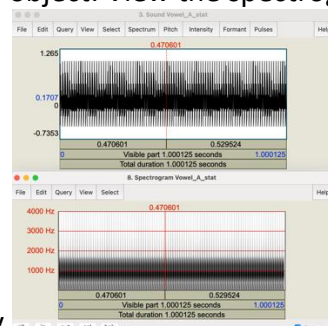 object. View the spectrog
3. Sound Vowel_A_stat
File Edit Query View Select Spectrum Pitch Intensity Formant Pulses Help
0.470601
1.265
0.1707
0
-0.7353
0.470601 0.529524
0 Visible part 1.000125 seconds 1.000125
Total duration 1.000125 seconds
8. Spectrogram Vowel_A_stat
File Edit Query View Select Help
0.470601
4000 Hz
3000 Hz
2000 Hz
1000 Hz
0.470601 0.529524
0 Visible part 1.000125 seconds 1.000125
Total duration 1.000125 seconds